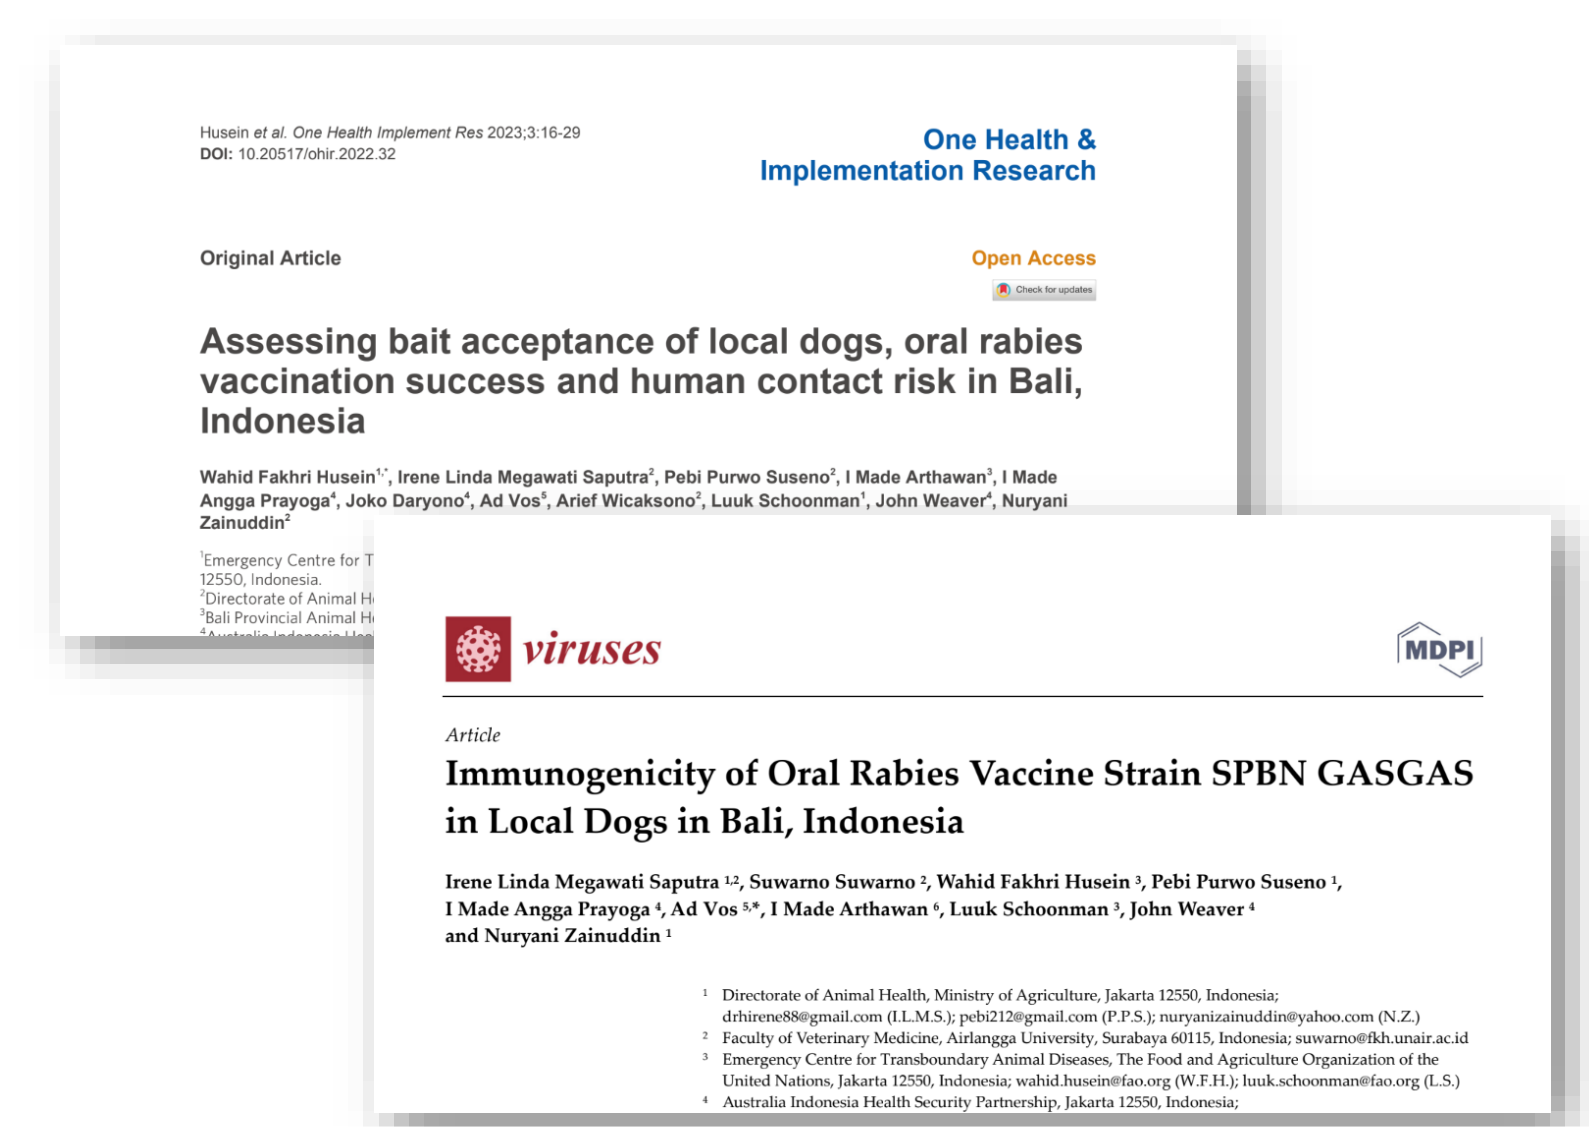 Husein et al. One Health Implement Res 2023;3:16-29
DOI: 10.20517/ohir.2022.32
One Health &
Implementation Research
Original Article
Open Access
Check for updates
Assessing bait acceptance of local dogs, oral rabies
vaccination success and human contact risk in Bali,
Indonesia
Wahid Fakhri Husein1,*, Irene Linda Megawati Saputra2, Pebi Purwo Suseno2, I Made Arthawan3, I Made
Angga Prayoga4, Joko Daryono4, Ad Vos5, Arief Wicaksono2, Luuk Schoonman1, John Weaver4, Nuryani
Zainuddin2
1Emergency Centre for T
12550, Indonesia.
2Directorate of Animal H
3Bali Provincial Animal H
4Australia Indonesia
viruses
MDPI
Article
Immunogenicity of Oral Rabies Vaccine Strain SPBN GASGAS
in Local Dogs in Bali, Indonesia
Irene Linda Megawati Saputra 1,2, Suwarno Suwarno 2, Wahid Fakhri Husein 3, Pebi Purwo Suseno 1,
I Made Angga Prayoga 4, Ad Vos 5,*, I Made Arthawan 6, Luuk Schoonman 3, John Weaver 4
and Nuryani Zainuddin 1
1 Directorate of Animal Health, Ministry of Agriculture, Jakarta 12550, Indonesia;
drhirene88@gmail.com (I.L.M.S.); pebi212@gmail.com (P.P.S.); nuryanizainuddin@yahoo.com (N.Z.)
2 Faculty of Veterinary Medicine, Airlangga University, Surabaya 60115, Indonesia; suwarno@fkh.unair.ac.id
3 Emergency Centre for Transboundary Animal Diseases, The Food and Agriculture Organization of the
United Nations, Jakarta 12550, Indonesia; wahid.husein@fao.org (W.F.H.); luuk.schoonman@fao.org (L.S.)
4 Australia Indonesia Health Security Partnership, Jakarta 12550, Indonesia;